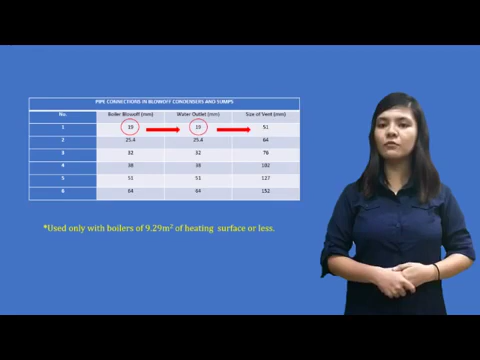 PIPE CONNECTIONS IN BLOWOFF CONDENSERS AND SUMPS
No. Boiler Blowoff (mm) Water Outlet (mm) Size of Vent (mm)
1 19 19 51
2 25.4 25.4 64
3 32 32 76
4 38 38 102
5 51 51 127
6 64 64 152
*Used only with boilers of 9.29m² of heating surface or less.